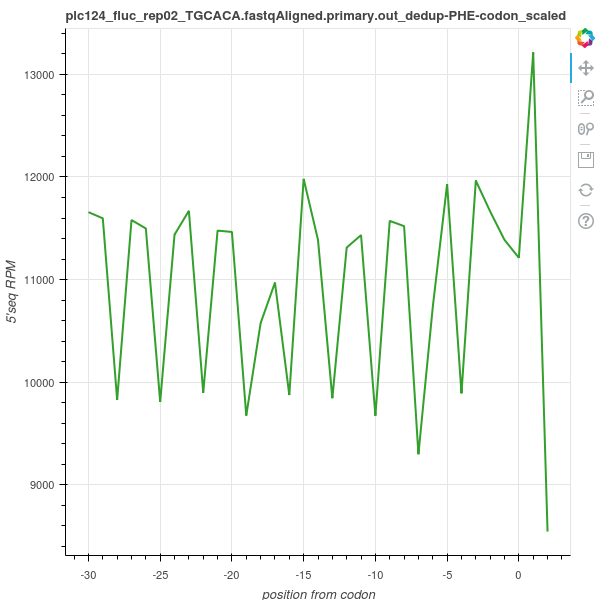 plc124_fluc_rep02_TGCACA.fastqAligned.primary.out_dedup-PHE-codon_scaled
13000
12000
11000
10000
9000
5'seq RPM
-30 -25 -20 -15 -10 -5 0
position from codon